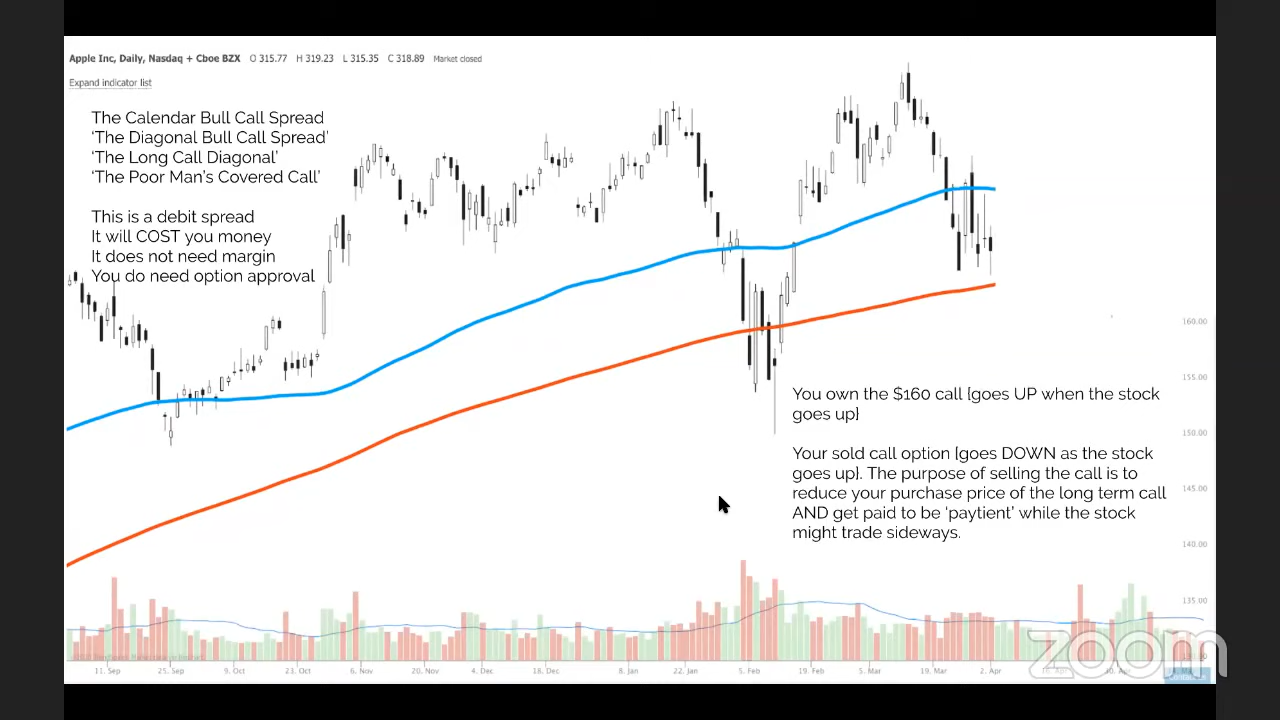 Apple Inc, Daily, Nasdaq + Cboe BZX O 315.77 H 319.23 L 315.35 C 318.89 Market closed
Expand indicator list
The Calendar Bull Call Spread
‘The Diagonal Bull Call Spread’
‘The Long Call Diagonal’
‘The Poor Man’s Covered Call’
This is a debit spread
It will COST you money
It does not need margin
You do need option approval
160.00
155.00
You own the $160 call {goes UP when the stock
goes up}
150.00
Your sold call option {goes DOWN as the stock
goes up}. The purpose of selling the call is to
reduce your purchase price of the long term call
AND get paid to be ‘paytient’ while the stock
might trade sideways.
145.00
140.00
135.00
zoom
11. Sep 25. Sep 9. Oct 23. Oct 6. Nov 20. Nov 4. Dec 18. Dec 8. Jan 22. Jan 5. Feb 19. Feb 5. Mar 19. Mar 2. Apr